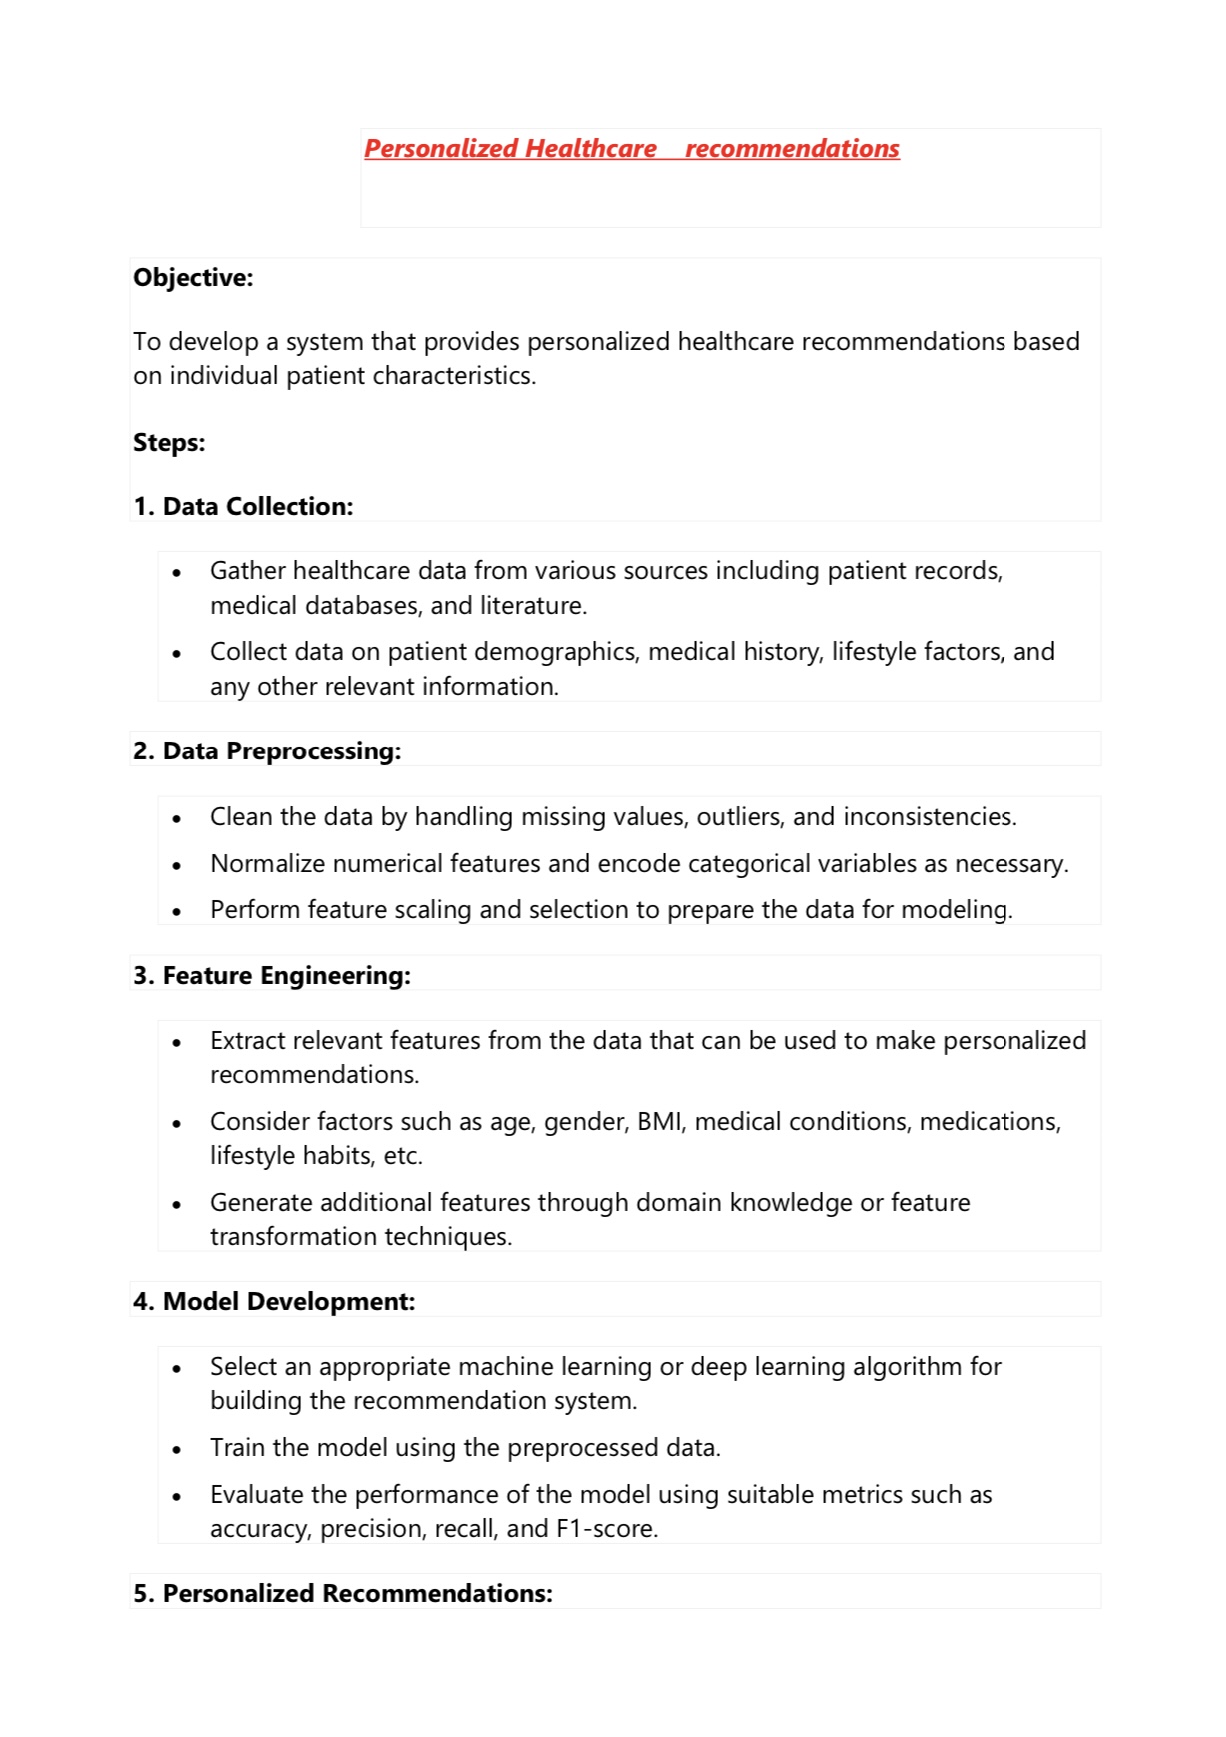 Personalized Healthcare recommendations
Objective:
To develop a system that provides personalized healthcare recommendations based
on individual patient characteristics.
Steps:
1. Data Collection:
• Gather healthcare data from various sources including patient records,
medical databases, and literature.
• Collect data on patient demographics, medical history, lifestyle factors, and
any other relevant information.
2. Data Preprocessing:
• Clean the data by handling missing values, outliers, and inconsistencies.
• Normalize numerical features and encode categorical variables as necessary.
• Perform feature scaling and selection to prepare the data for modeling.
3. Feature Engineering:
• Extract relevant features from the data that can be used to make personalized
recommendations.
• Consider factors such as age, gender, BMI, medical conditions, medications,
lifestyle habits, etc.
• Generate additional features through domain knowledge or feature
transformation techniques.
4. Model Development:
• Select an appropriate machine learning or deep learning algorithm for
building the recommendation system.
• Train the model using the preprocessed data.
• Evaluate the performance of the model using suitable metrics such as
accuracy, precision, recall, and F1-score.
5. Personalized Recommendations: